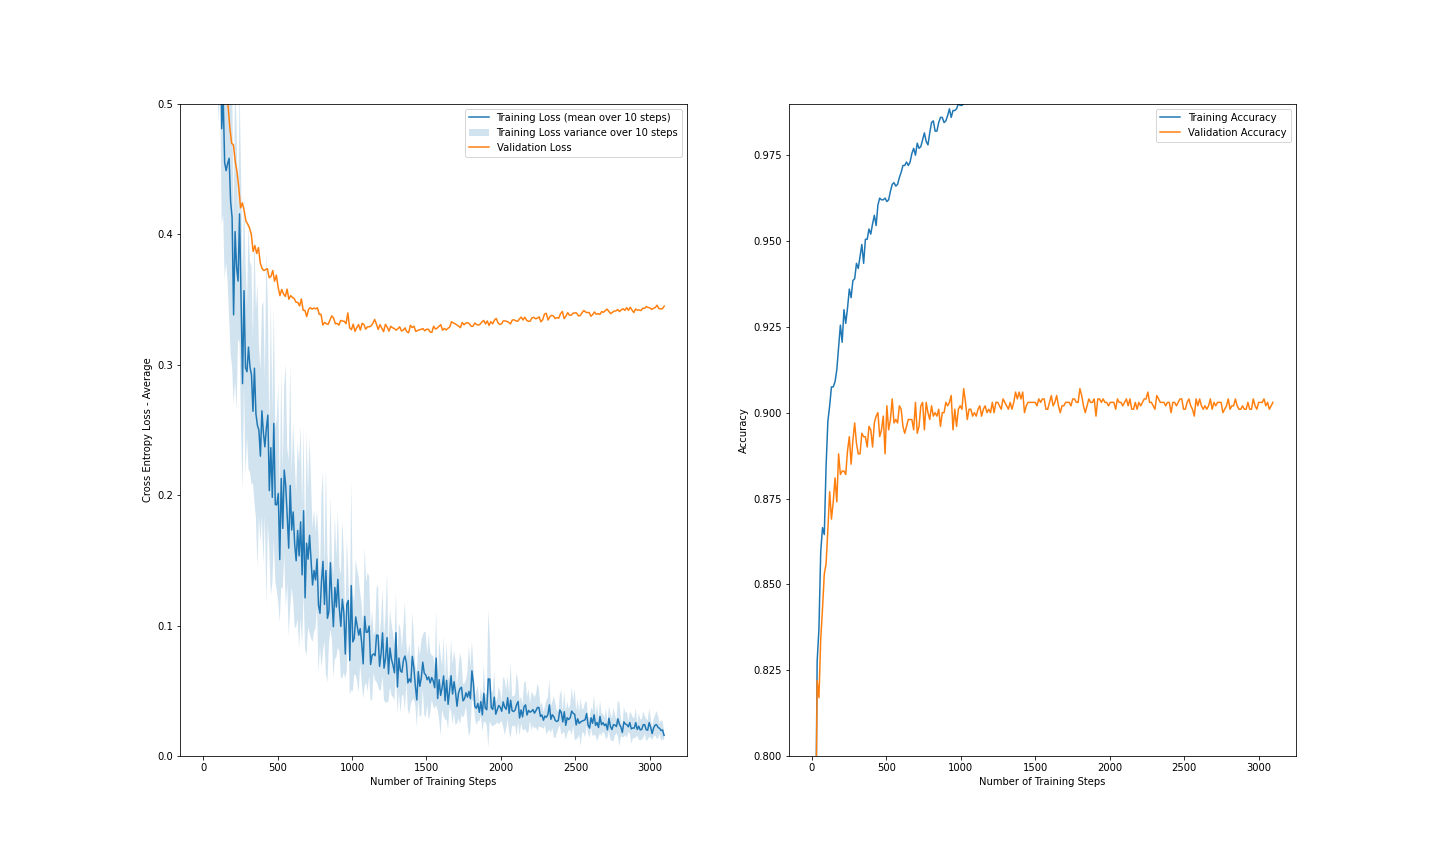 0.5
0.4
0.3
0.2
0.1
0.0
Cross Entropy Loss - Average
Training Loss (mean over 10 steps)
Training Loss variance over 10 steps
Validation Loss
0 500 1000 1500 2000 2500 3000
Number of Training Steps
0.975
0.950
0.925
0.900
0.875
0.850
0.825
0.800
Accuracy
Training Accuracy
Validation Accuracy
0 500 1000 1500 2000 2500 3000
Number of Training Steps